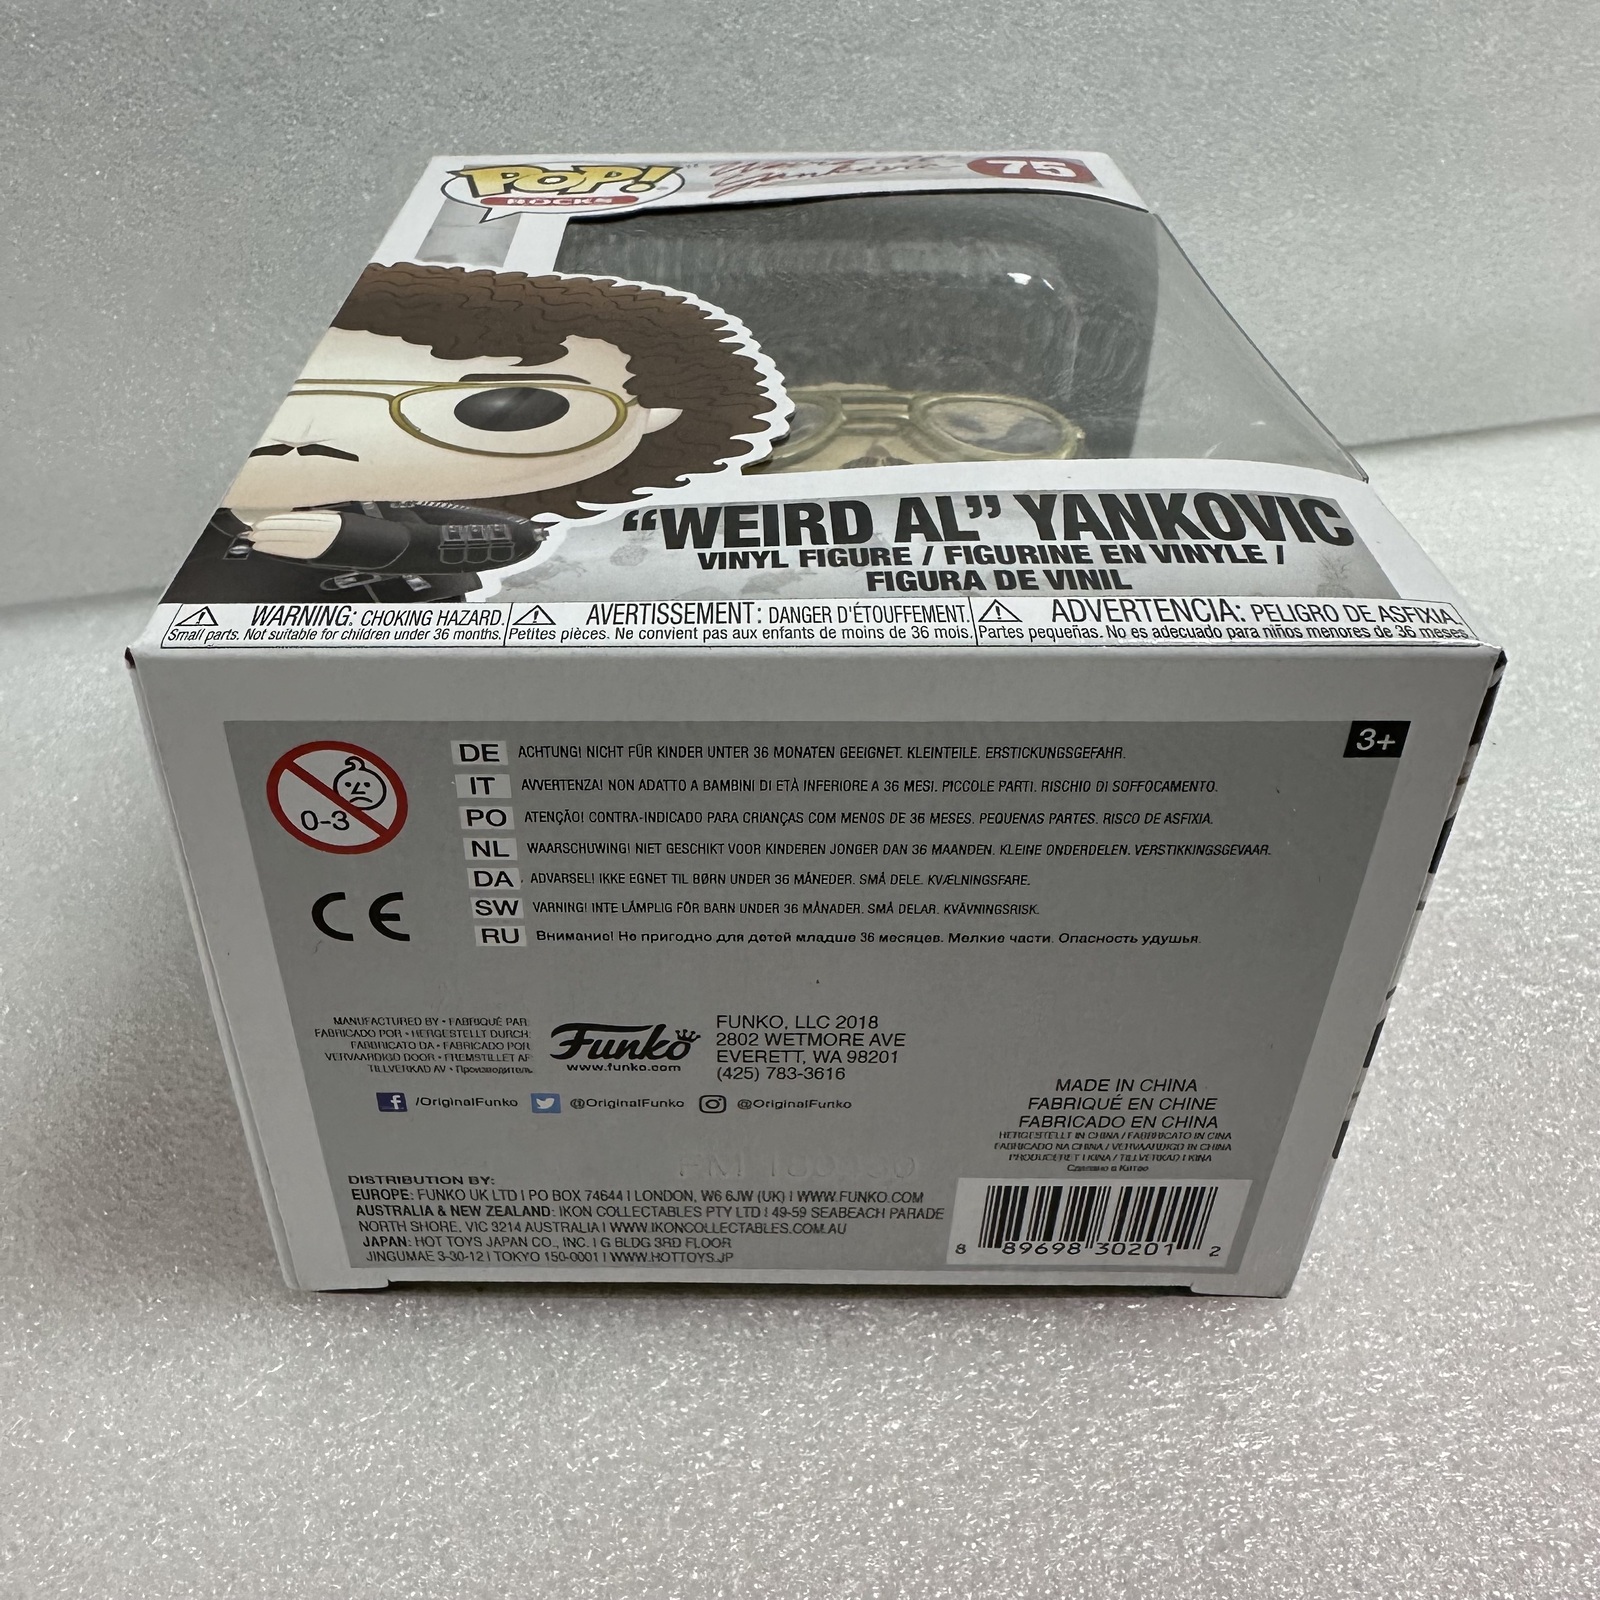 POP!
ROCKS
"Weird Al"
Yankovic
75
"WEIRD AL" YANKOVIC
VINYL FIGURE / FIGURINE EN VINYLE /
FIGURA DE VINIL
WARNING: CHOKING HAZARD.
Small parts. Not suitable for children under 36 months.
AVERTISSEMENT: DANGER D'ÉTOUFFEMENT.
Petites pièces. Ne convient pas aux enfants de moins de 36 mois.
ADVERTENCIA: PELIGRO DE ASFIXIA.
Partes pequeñas. No es adecuado para niños menores de 36 meses.
3+
0-3
CE
DE ACHTUNG! NICHT FÜR KINDER UNTER 36 MONATEN GEEIGNET. KLEINTEILE. ERSTICKUNGSGEFAHR.
IT AVVERTENZA! NON ADATTO A BAMBINI DI ETÀ INFERIORE A 36 MESI. PICCOLE PARTI. RISCHIO DI SOFFOCAMENTO.
PO ATENÇÃO! CONTRA-INDICADO PARA CRIANÇAS COM MENOS DE 36 MESES. PEQUENAS PARTES. RISCO DE ASFIXIA.
NL WAARSCHUWING! NIET GESCHIKT VOOR KINDEREN JONGER DAN 36 MAANDEN. KLEINE ONDERDELEN. VERSTIKKINGSGEVAAR.
DA ADVARSEL! IKKE EGNET TIL BØRN UNDER 36 MÅNEDER. SMÅ DELE. KVÆLNINGSFARE.
SW VARNING! INTE LÄMPLIG FÖR BARN UNDER 36 MÅNADER. SMÅ DELAR. KVÄVNINGSRISK.
RU Внимание! Не пригодно для детей младше 36 месяцев. Мелкие части. Опасность удушья.
MANUFACTURED BY • FABRIQUÉ PAR
FABRICADO POR • HERGESTELLT DURCH
FABBRICATO DA • FABRICADO POR
VERVAARDIGD DOOR • FREMSTILLET AF
TILLVERKAD AV • Производитель
Funko
www.funko.com
FUNKO, LLC 2018
2802 WETMORE AVE
EVERETT, WA 98201
(425) 783-3616
/OriginalFunko @OriginalFunko @OriginalFunko
MADE IN CHINA
FABRIQUÉ EN CHINE
FABRICADO EN CHINA
HERGESTELLT IN CHINA / FABBRICATO IN CINA
FABRICADO NA CHINA / VERVAARDIGD IN CHINA
PRODUCERET I KINA / TILLVERKAD I KINA
Сделано в Китае
DISTRIBUTION BY:
EUROPE: FUNKO UK LTD | PO BOX 74644 | LONDON, W6 6JW (UK) | WWW.FUNKO.COM
AUSTRALIA & NEW ZEALAND: IKON COLLECTABLES PTY LTD | 49-59 SEABEACH PARADE
NORTH SHORE, VIC 3214 AUSTRALIA | WWW.IKONCOLLECTABLES.COM.AU
JAPAN: HOT TOYS JAPAN CO., INC. | G BLDG 3RD FLOOR
JINGUMAE 3-30-12 | TOKYO 150-0001 | WWW.HOTTOYS.JP
8 89698 30201 2